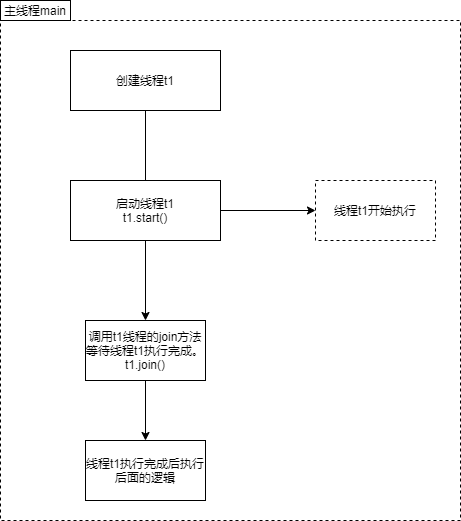 主线程main
创建线程t1
启动线程t1
t1.start()
线程t1开始执行
调用t1线程的join方法
等待线程t1执行完成。
t1.join()
线程t1执行完成后执行
后面的逻辑